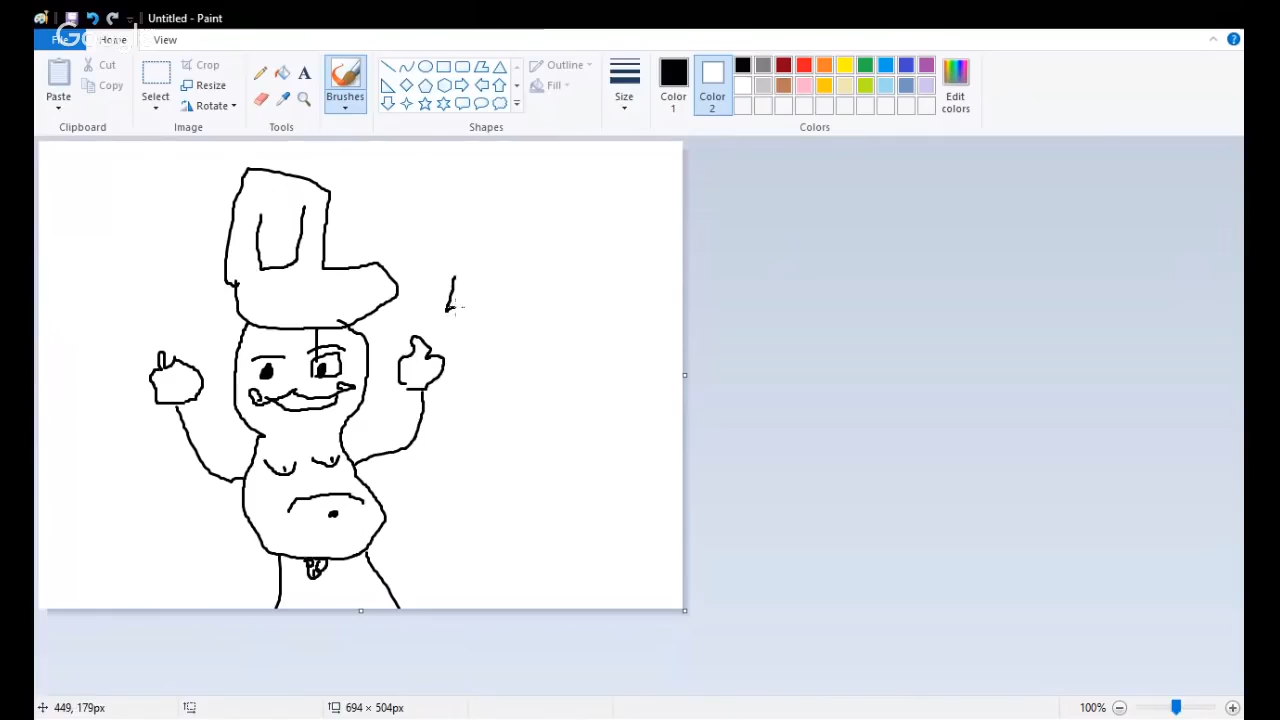 Untitled - Paint
Google
File Home View
Cut
Copy
Paste
Clipboard
Select
Crop
Resize
Rotate
Image
A
Tools
Brushes
Outline
Fill
Shapes
Size
Color 1
Color 2
Edit colors
Colors
449, 179px
694 × 504px
100%